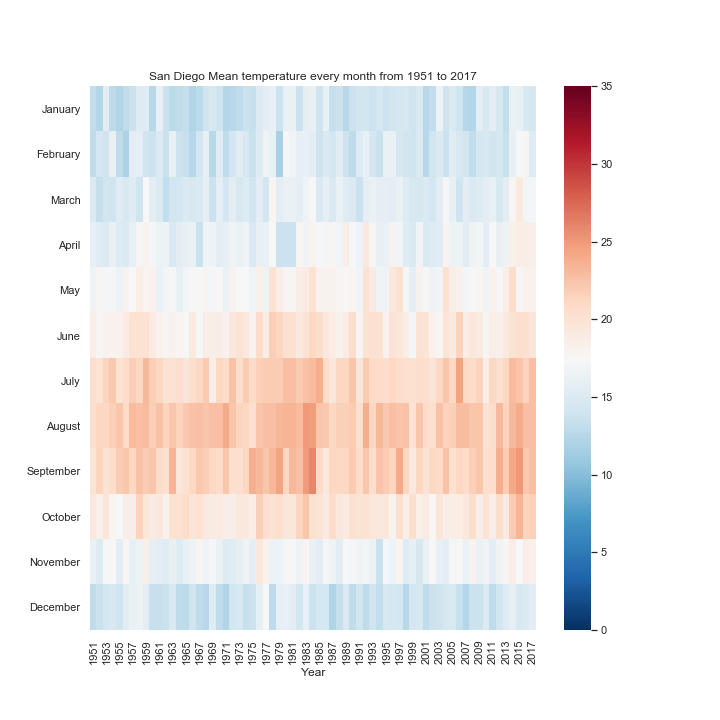 San Diego Mean temperature every month from 1951 to 2017
January
February
March
April
May
June
July
August
September
October
November
December
1951 1953 1955 1957 1959 1961 1963 1965 1967 1969 1971 1973 1975 1977 1979 1981 1983 1985 1987 1989 1991 1993 1995 1997 1999 2001 2003 2005 2007 2009 2011 2013 2015 2017
Year
35
30
25
20
15
10
5
0